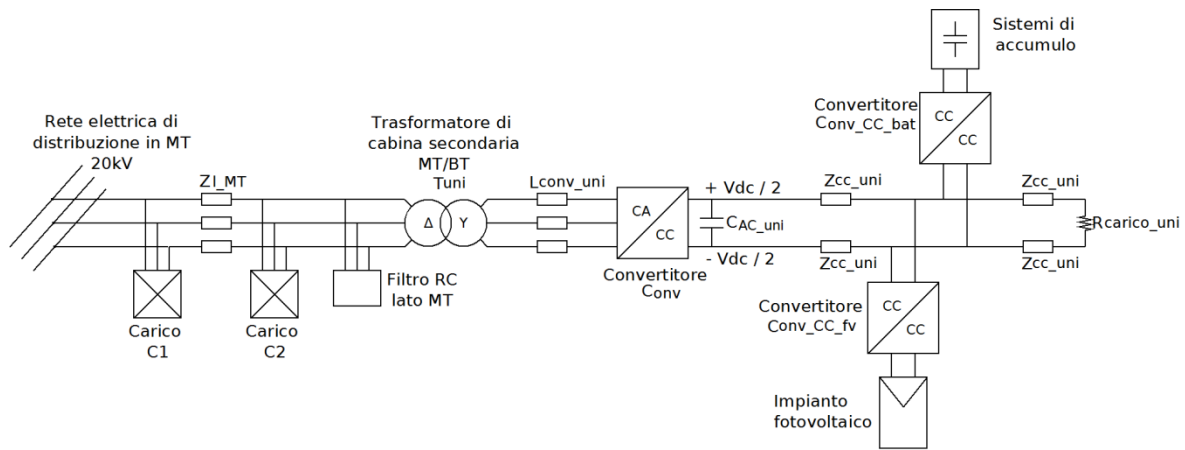 Rete elettrica di
distribuzione in MT
20kV
Zl_MT
Carico
C1
Carico
C2
Filtro RC
lato MT
Trasformatore di
cabina secondaria
MT/BT
Tuni
Δ
Y
Lconv_uni
CA
CC
Convertitore
Conv
+ Vdc / 2
CAC_uni
- Vdc / 2
Zcc_uni
Zcc_uni
Sistemi di
accumulo
Convertitore
Conv_CC_bat
CC
CC
Convertitore
Conv_CC_fv
CC
CC
Impianto
fotovoltaico
Zcc_uni
Rcarico_uni
Zcc_uni